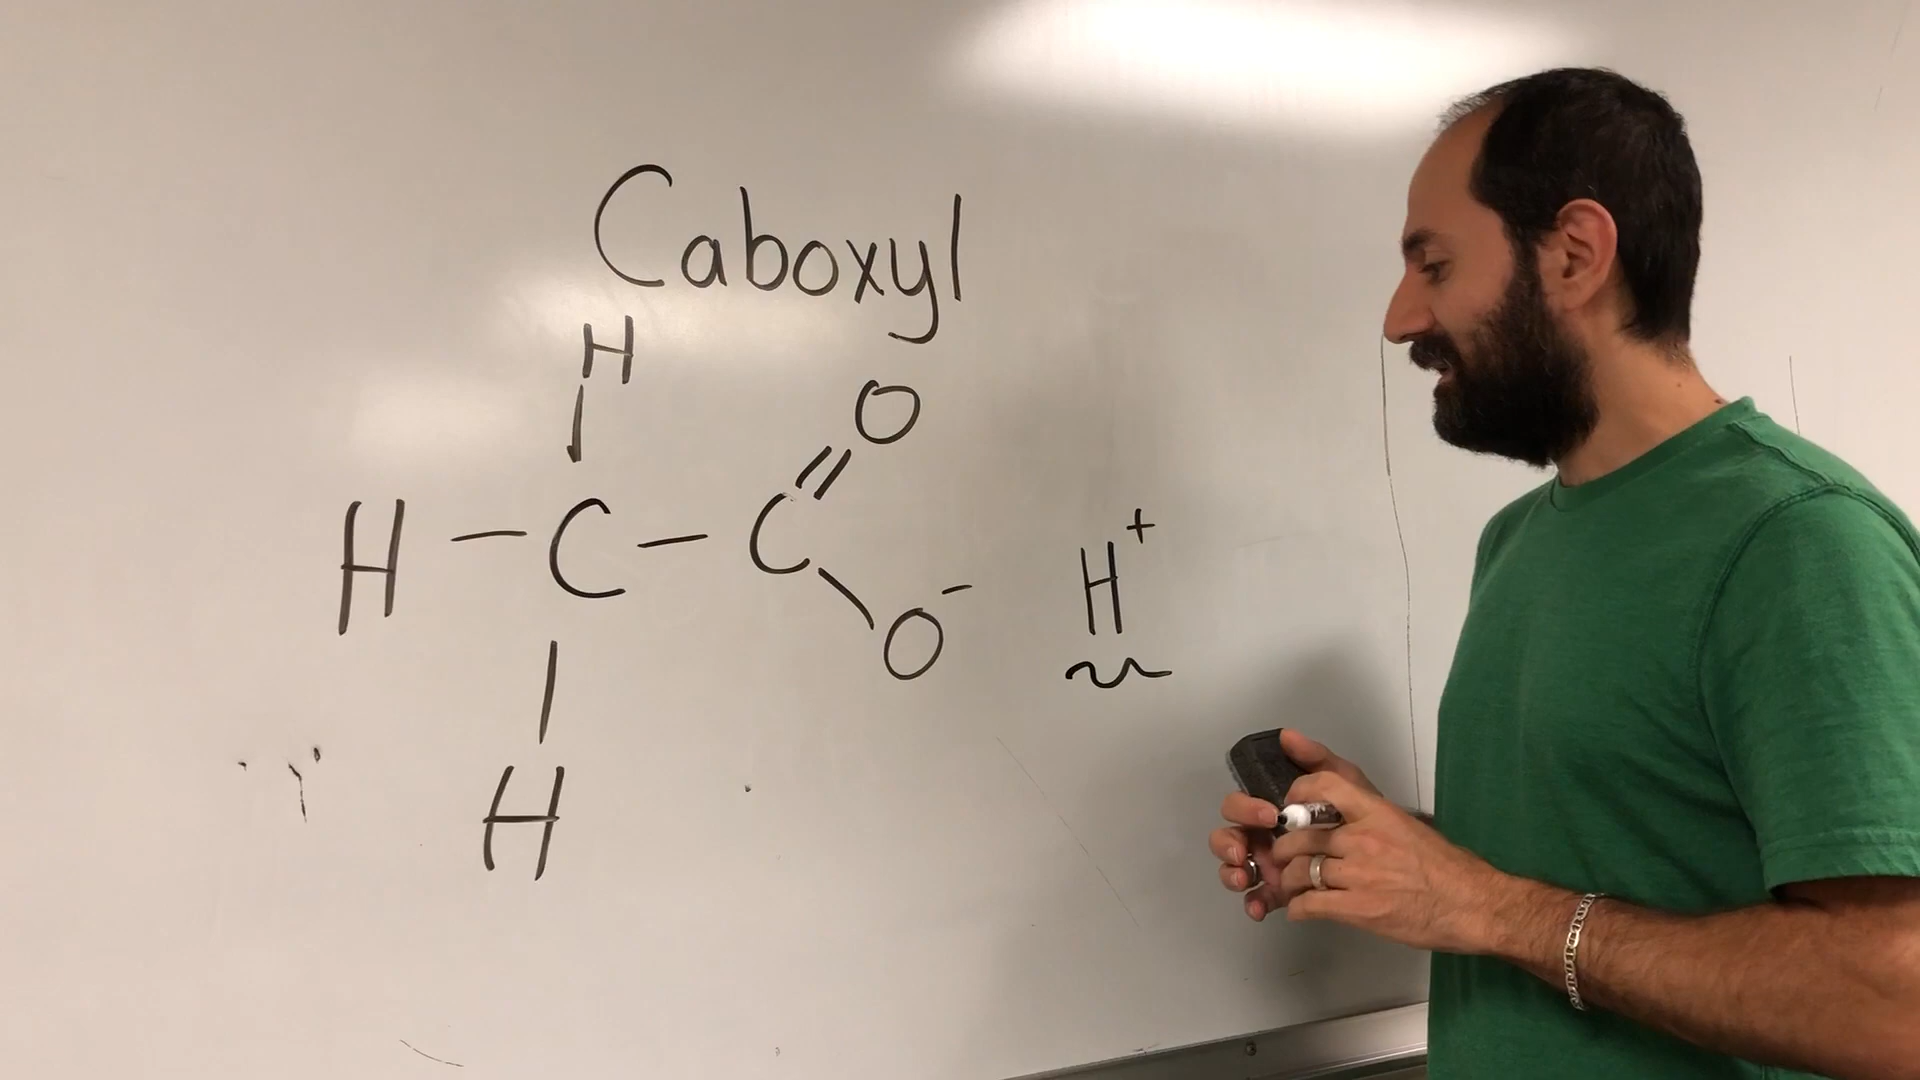 Caboxyl
H
O
H – C – C
O⁻ H⁺
H